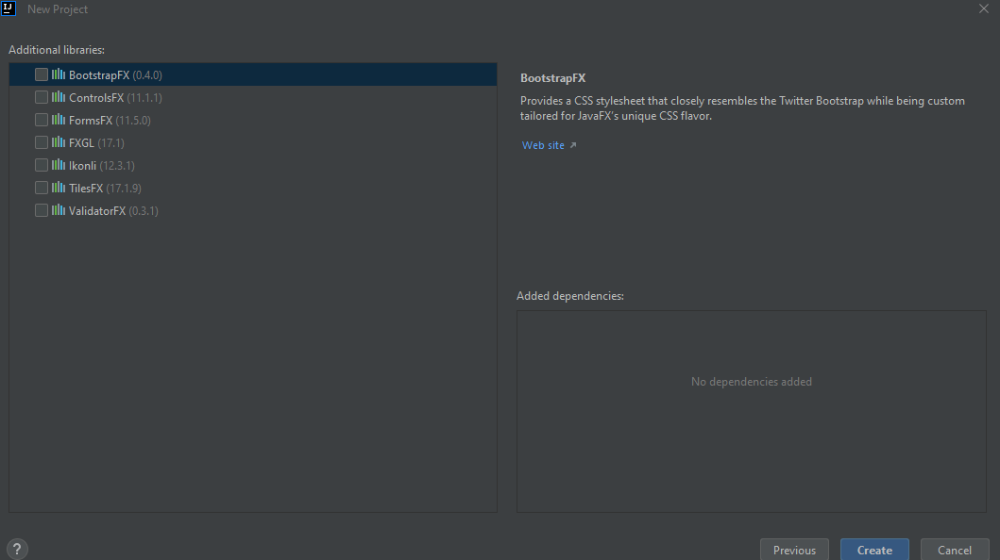 IJ
New Project
Additional libraries:
BootstrapFX (0.4.0)
ControlsFX (11.1.1)
FormsFX (11.5.0)
FXGL (17.1)
Ikonli (12.3.1)
TilesFX (17.1.9)
ValidatorFX (0.3.1)
BootstrapFX
Provides a CSS stylesheet that closely resembles the Twitter Bootstrap while being custom
tailored for JavaFX's unique CSS flavor.
Web site ↗
Added dependencies:
No dependencies added
?
Previous
Create
Cancel